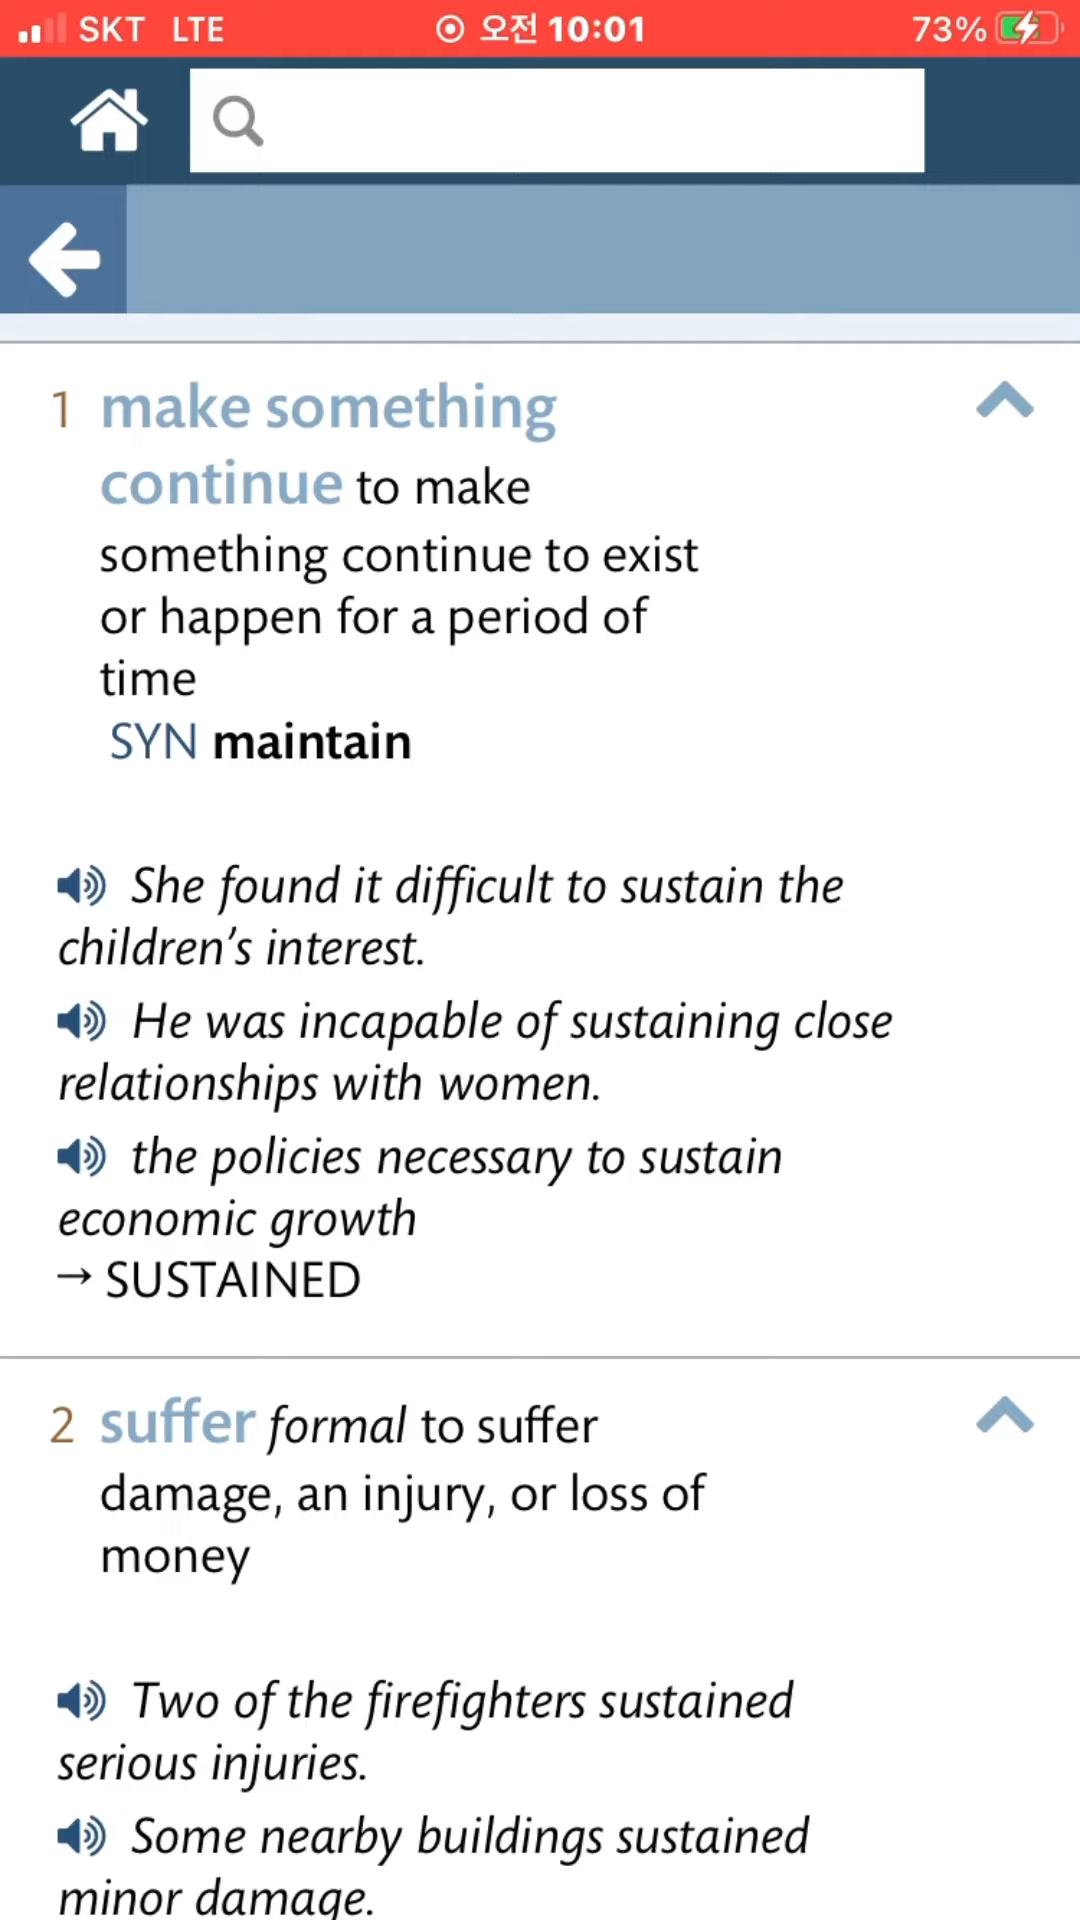 SKT LTE 오전 10:01 73%
1 make something
continue to make
something continue to exist
or happen for a period of
time
SYN maintain
She found it difficult to sustain the
children’s interest.
He was incapable of sustaining close
relationships with women.
the policies necessary to sustain
economic growth
→ SUSTAINED
2 suffer formal to suffer
damage, an injury, or loss of
money
Two of the firefighters sustained
serious injuries.
Some nearby buildings sustained
minor damage.